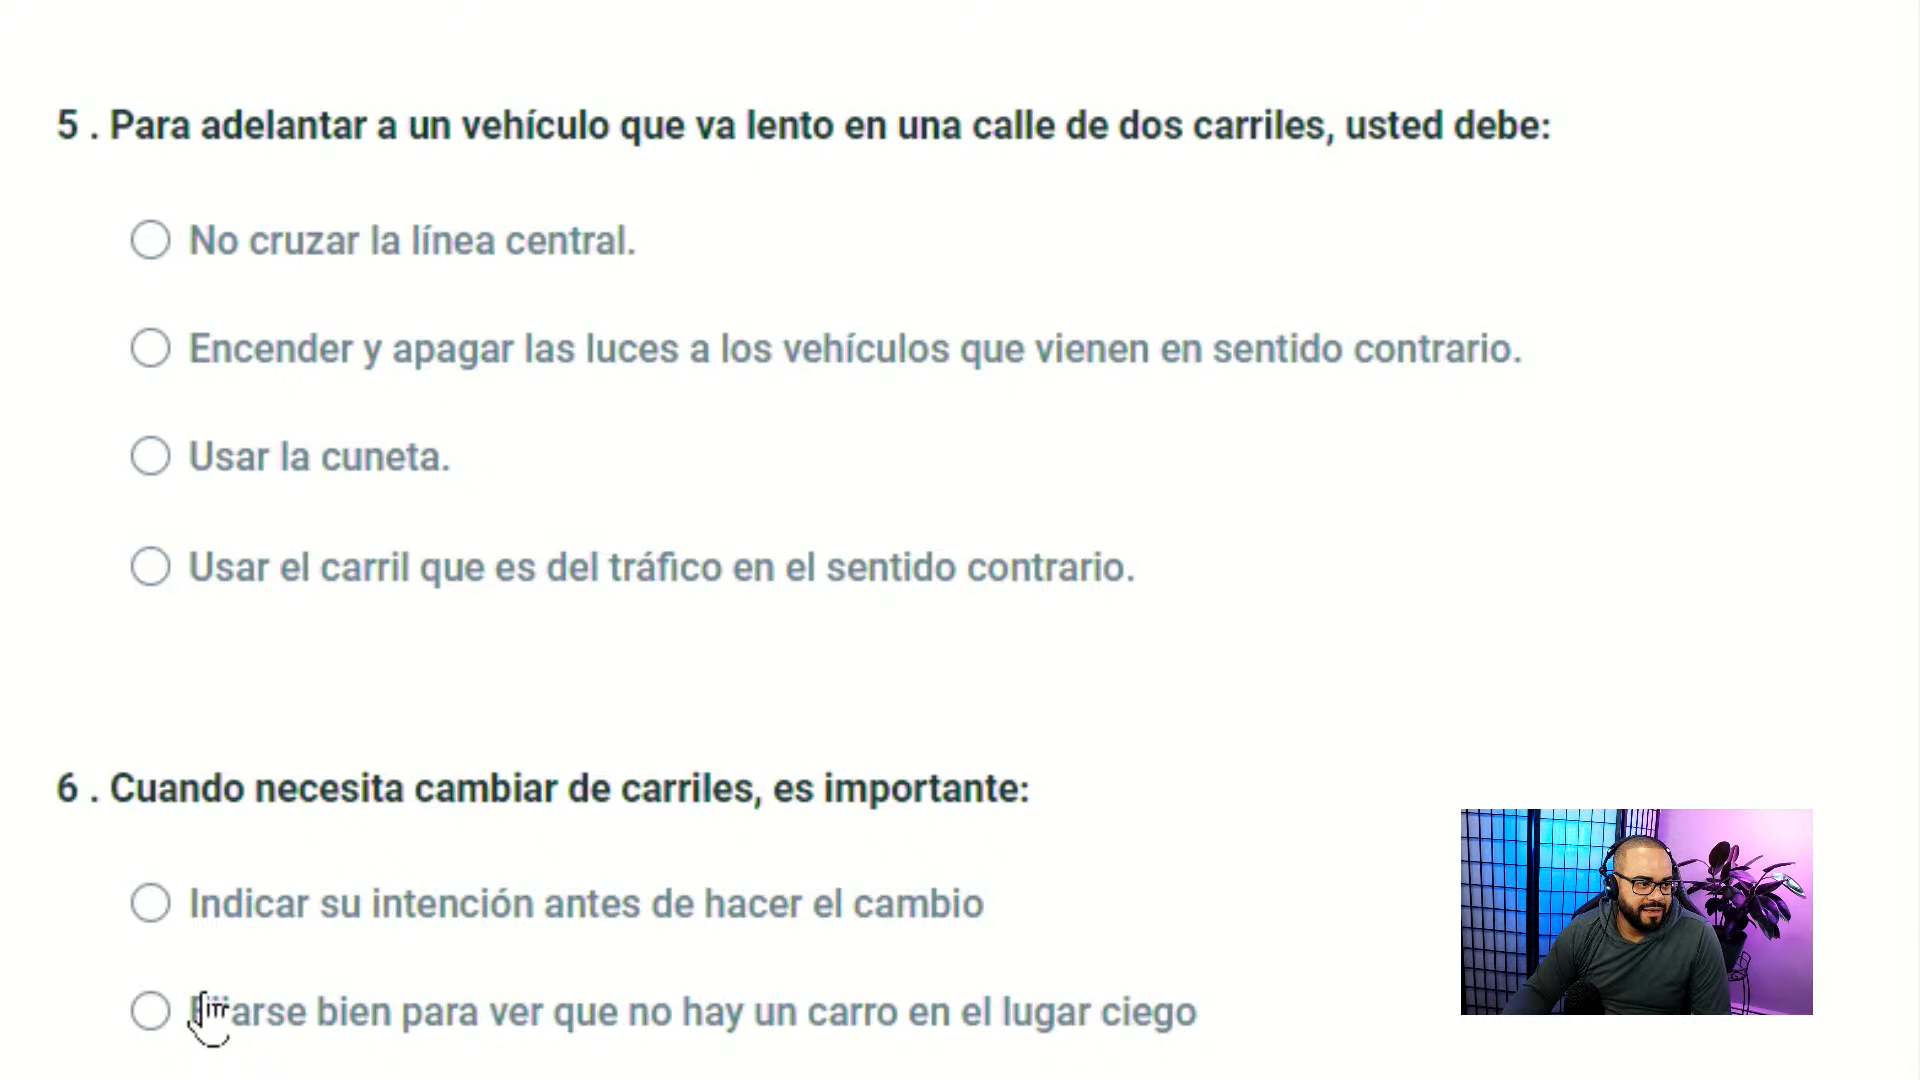 5 . Para adelantar a un vehículo que va lento en una calle de dos carriles, usted debe:
No cruzar la línea central.
Encender y apagar las luces a los vehículos que vienen en sentido contrario.
Usar la cuneta.
Usar el carril que es del tráfico en el sentido contrario.
6 . Cuando necesita cambiar de carriles, es importante:
Indicar su intención antes de hacer el cambio
bien para ver que no hay un carro en el lugar ciego